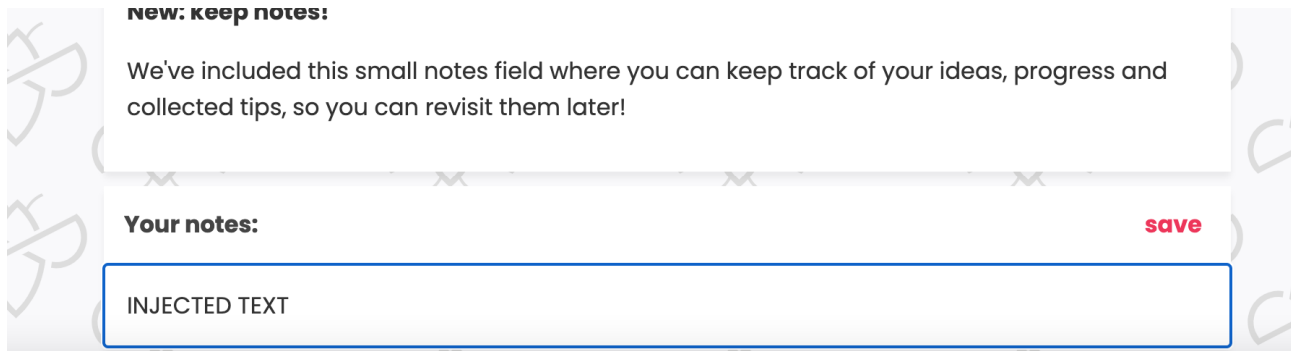 New: keep notes!
We've included this small notes field where you can keep track of your ideas, progress and
collected tips, so you can revisit them later!
Your notes:
save
INJECTED TEXT